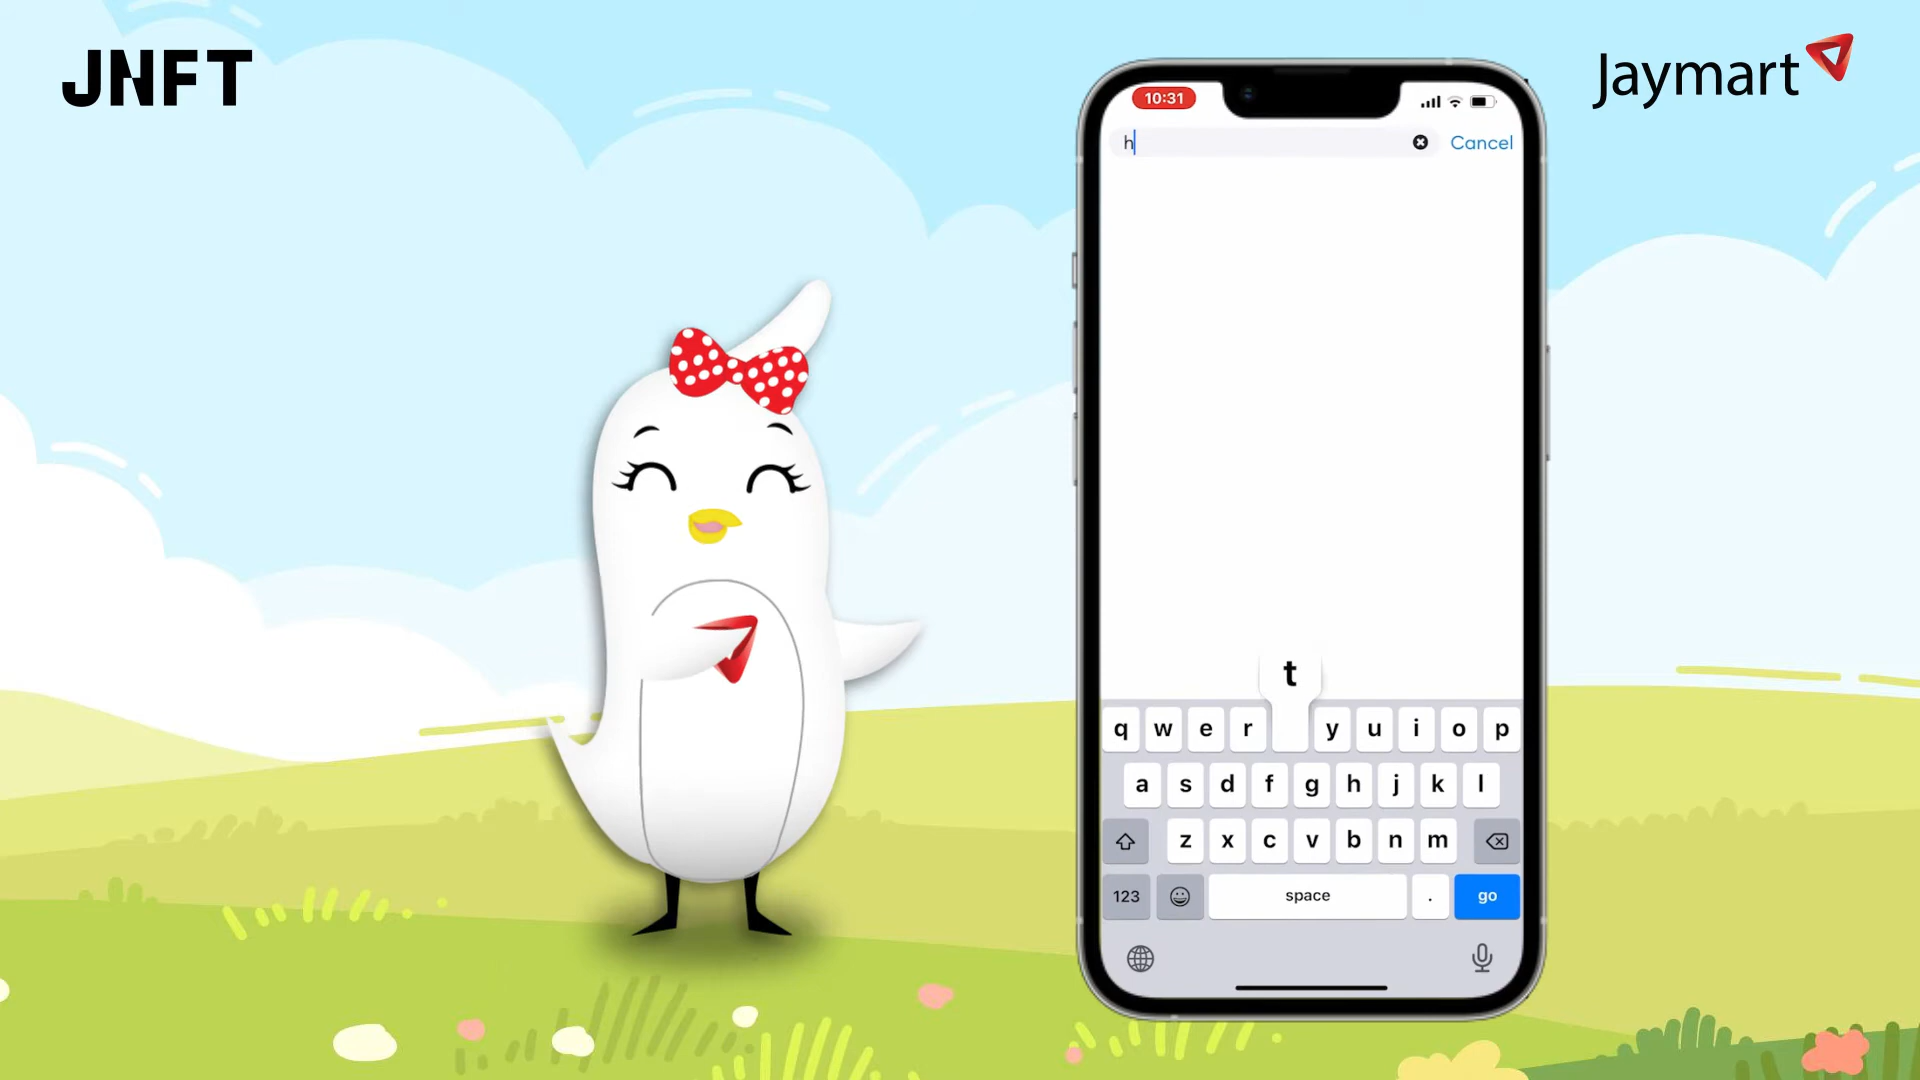 JNFT
Jaymart
10:31
h
Cancel
t
q w e r y u i o p
a s d f g h j k l
z x c v b n m
123 space . go